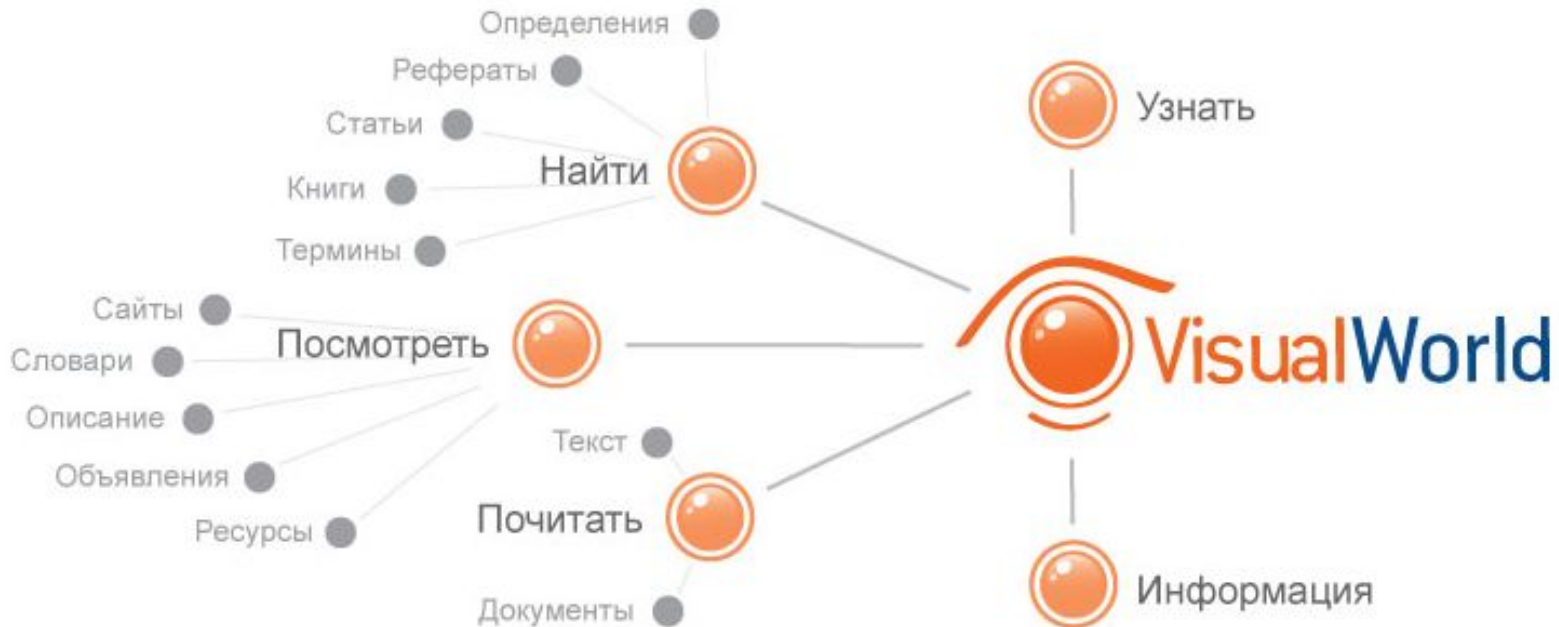 Определения
Рефераты
Статьи
Найти
Книги
Термины
Узнать
Сайты
Посмотреть
Словари
Описание
Объявления
Ресурсы
VisualWorld
Текст
Почитать
Документы
Информация